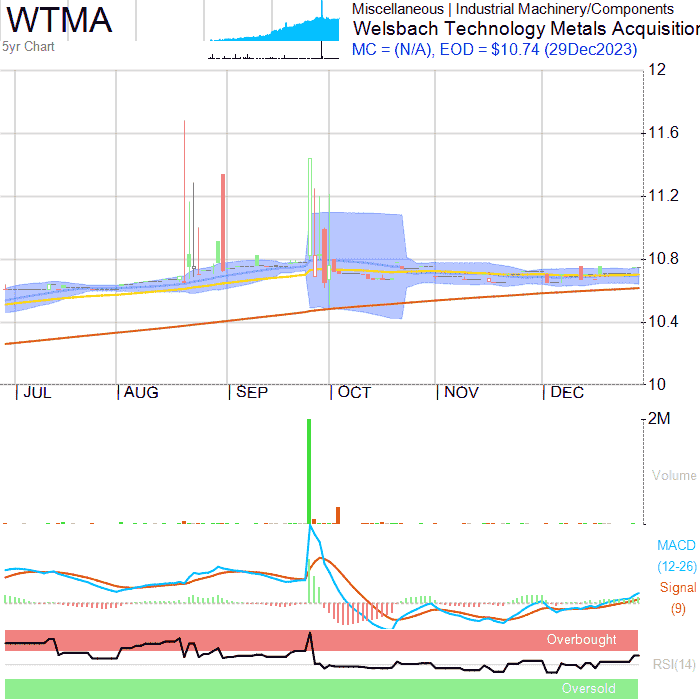 WTMA
5yr Chart
Miscellaneous | Industrial Machinery/Components
Welsbach Technology Metals Acquisition
MC = (N/A), EOD = $10.74 (29Dec2023)
12
11.6
11.2
10.8
10.4
10
JUL AUG SEP OCT NOV DEC
2M
Volume
MACD
(12-26)
Signal
(9)
Overbought
RSI(14)
Oversold